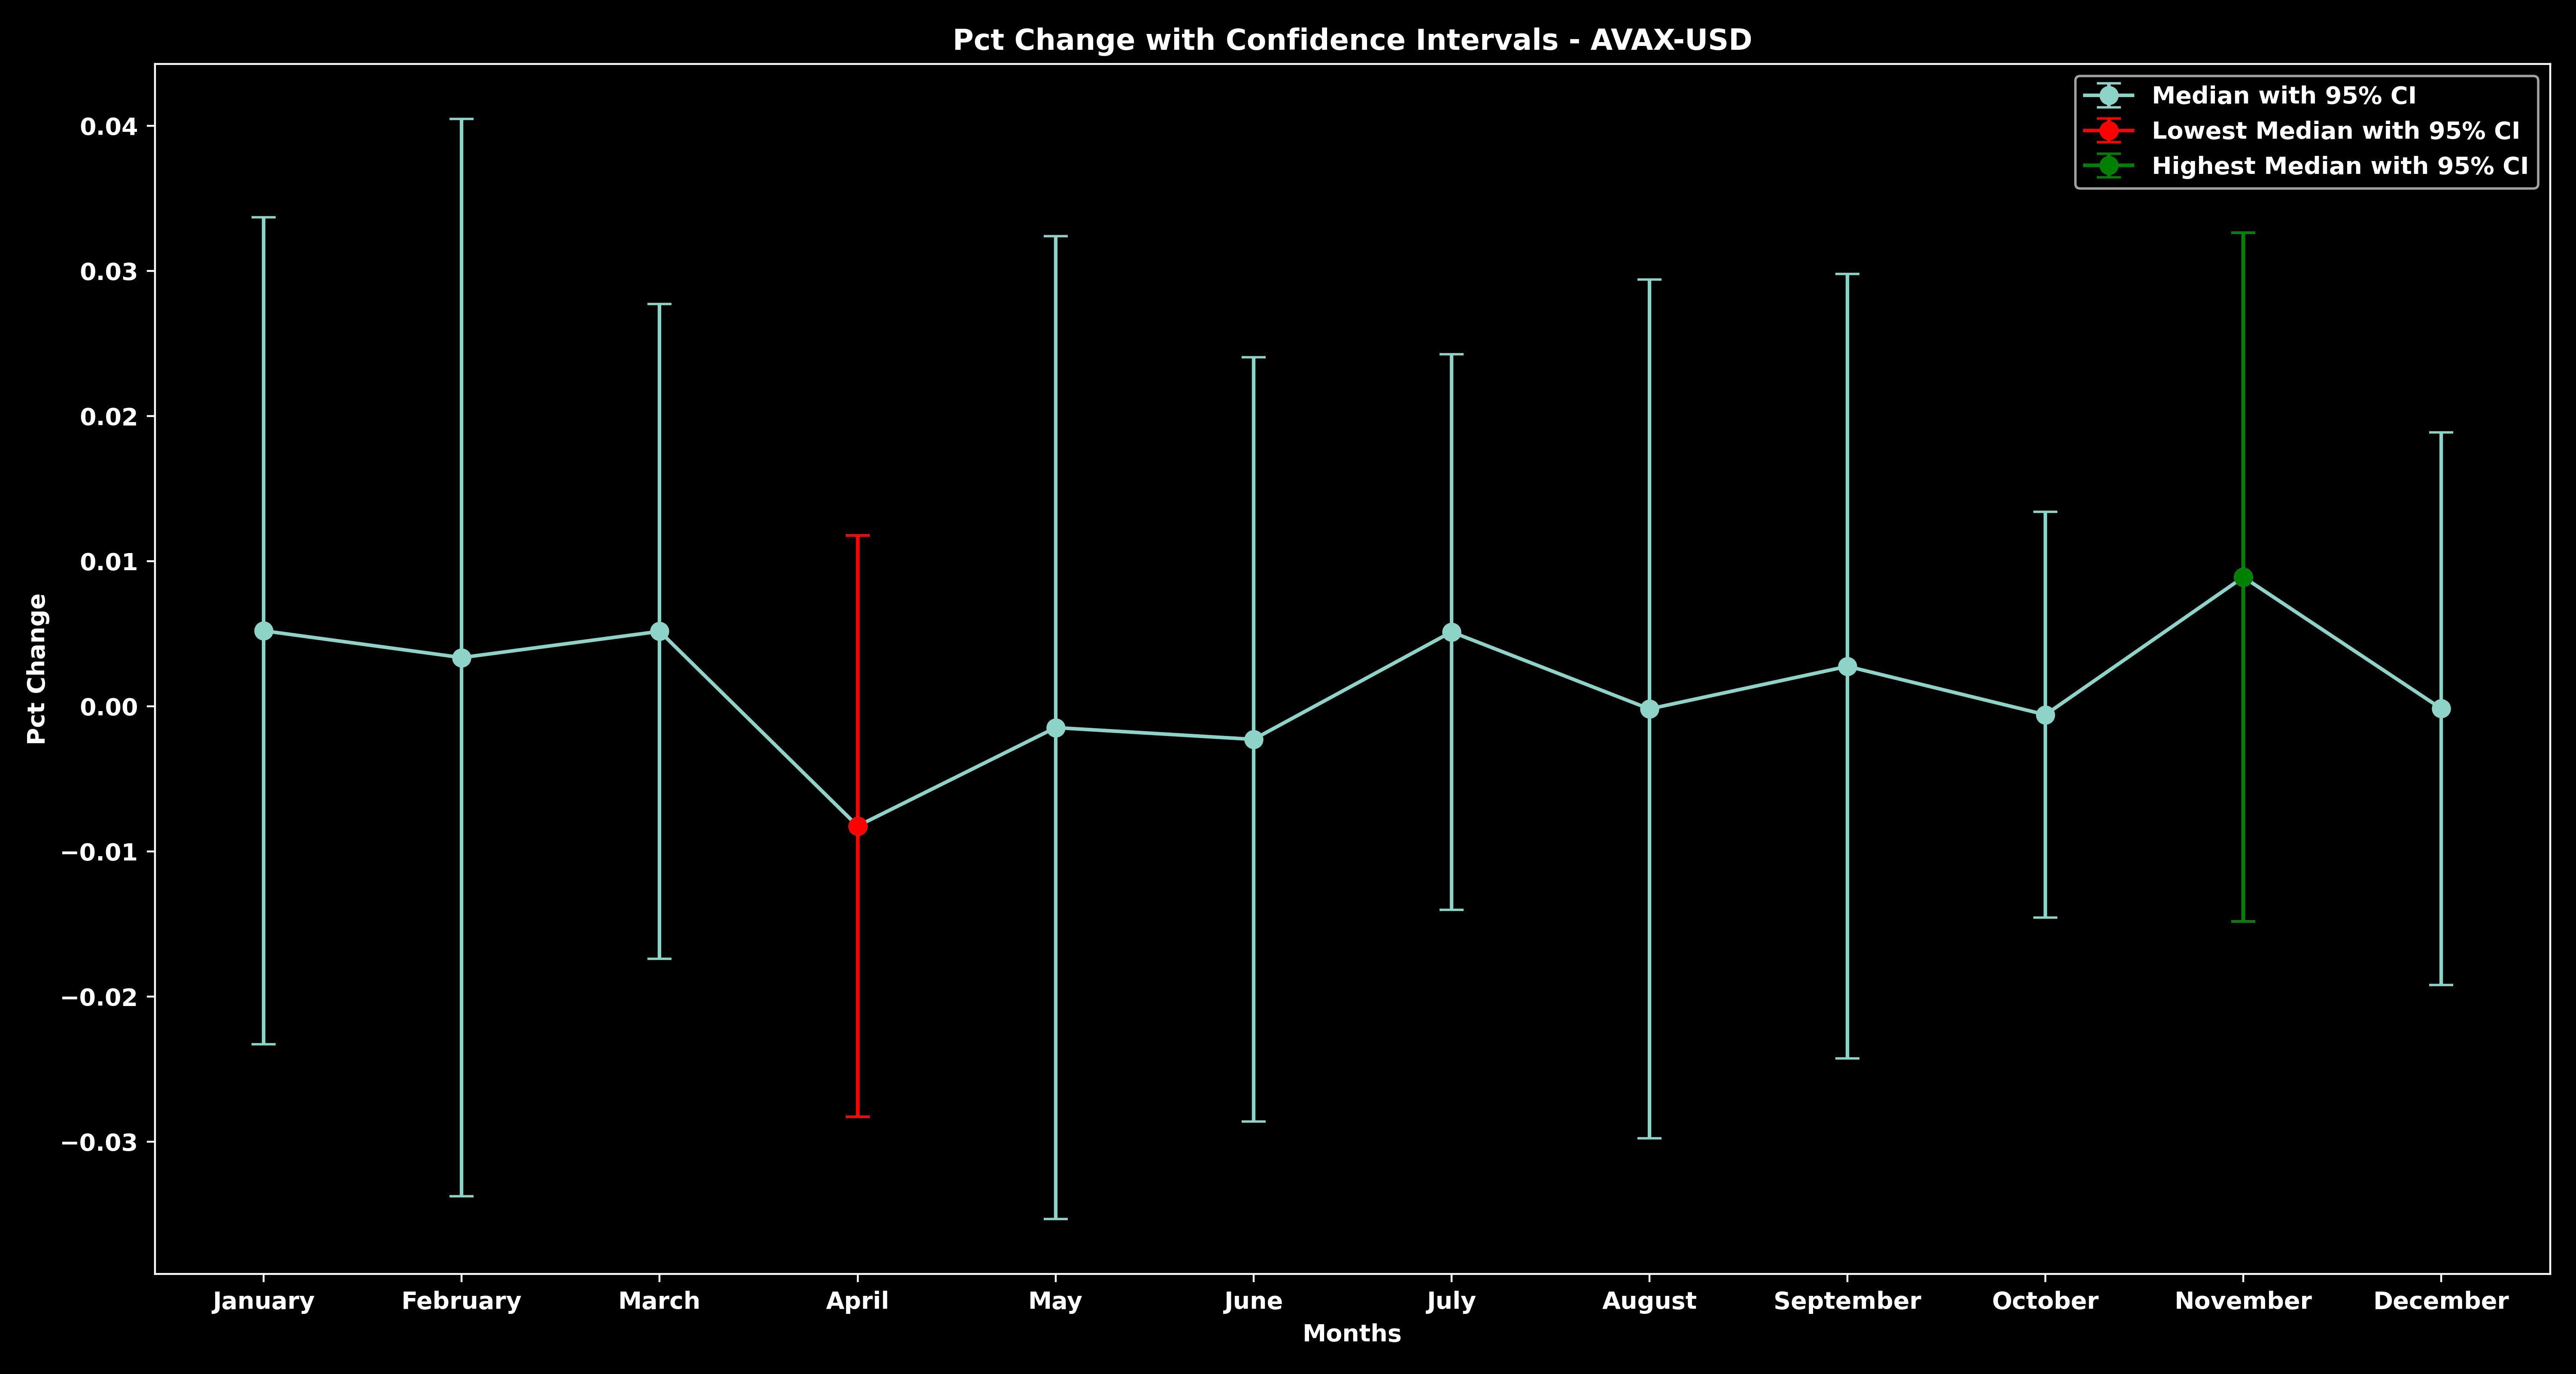 Pct Change with Confidence Intervals - AVAX-USD
Median with 95% CI
Lowest Median with 95% CI
Highest Median with 95% CI
Pct Change
0.04
0.03
0.02
0.01
0.00
−0.01
−0.02
−0.03
January February March April May June July August September October November December
Months